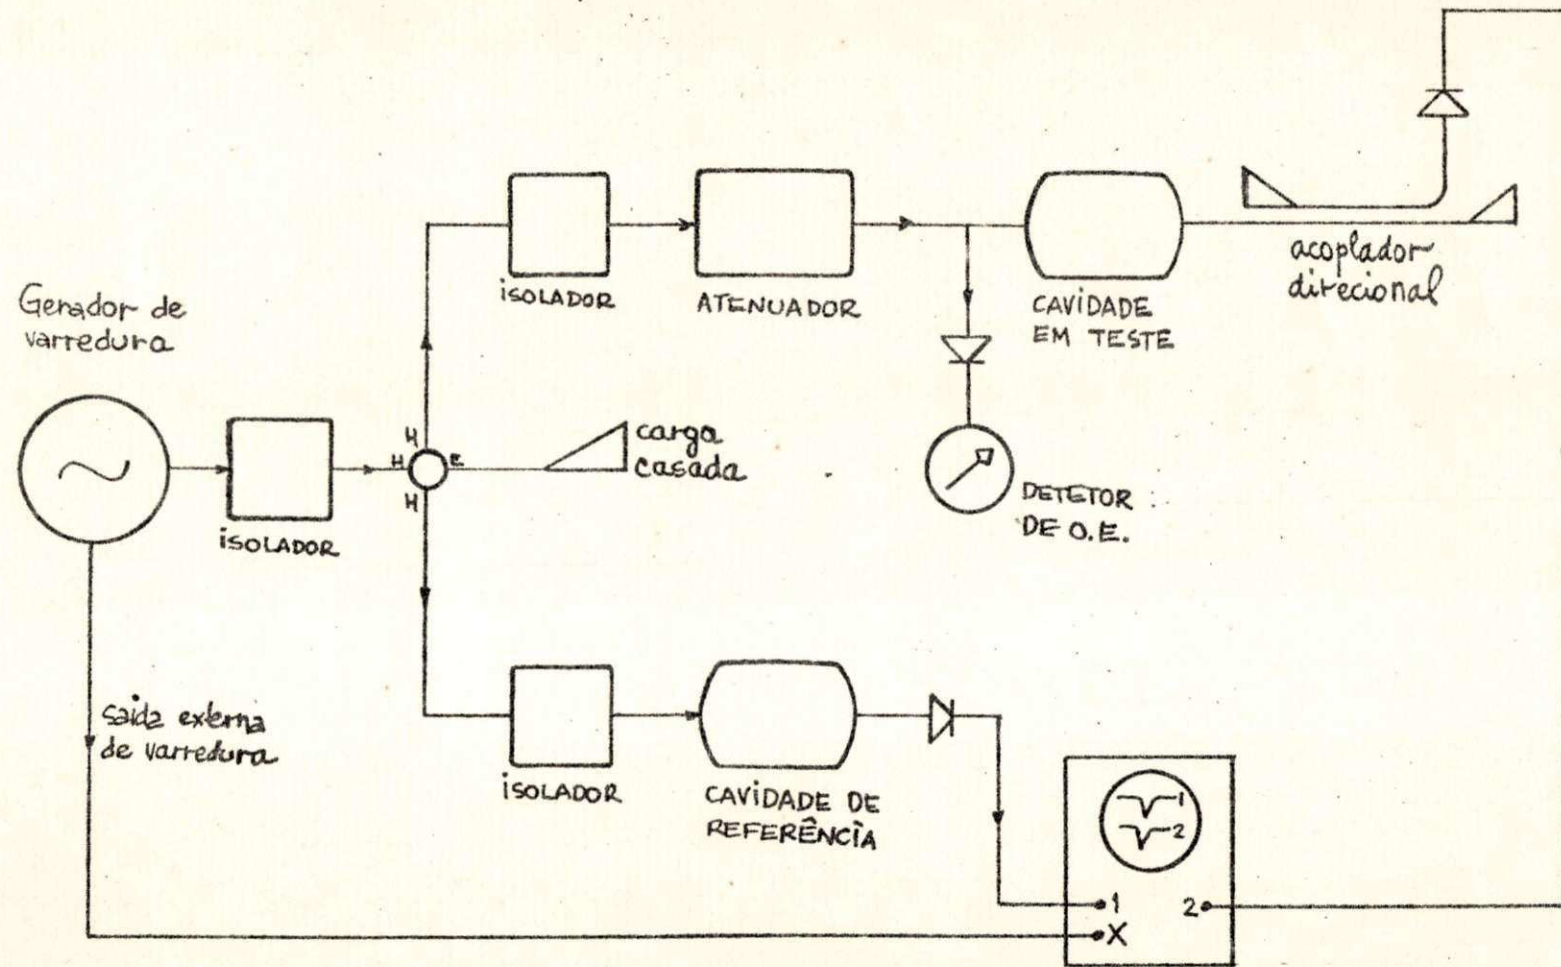 Gerador de
varredura
isOLADOR
H
H
E
H
carga
casada
isOLADOR
ATENUADOR
CAViDADE
EM TESTE
acoplador
direcional
DETETOR
DE O.E.
saida externa
de varredura
isOLADOR
CAViDADE DE
REFERÊNCiA
1
2
1
2
X